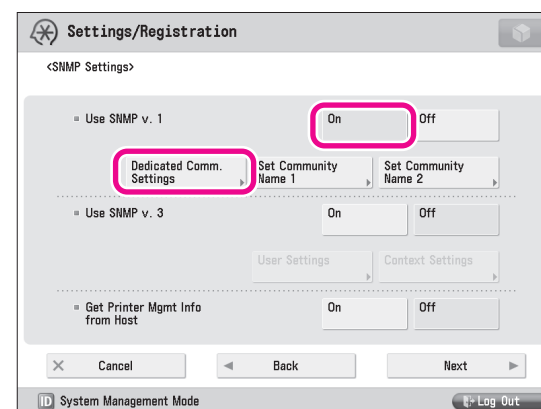 Settings/Registration
<SNMP Settings>
Use SNMP v. 1
On
Off
Dedicated Comm.
Settings
Set Community
Name 1
Set Community
Name 2
Use SNMP v. 3
On
Off
User Settings
Context Settings
Get Printer Mgmt Info
from Host
On
Off
Cancel
Back
Next
ID System Management Mode
Log Out